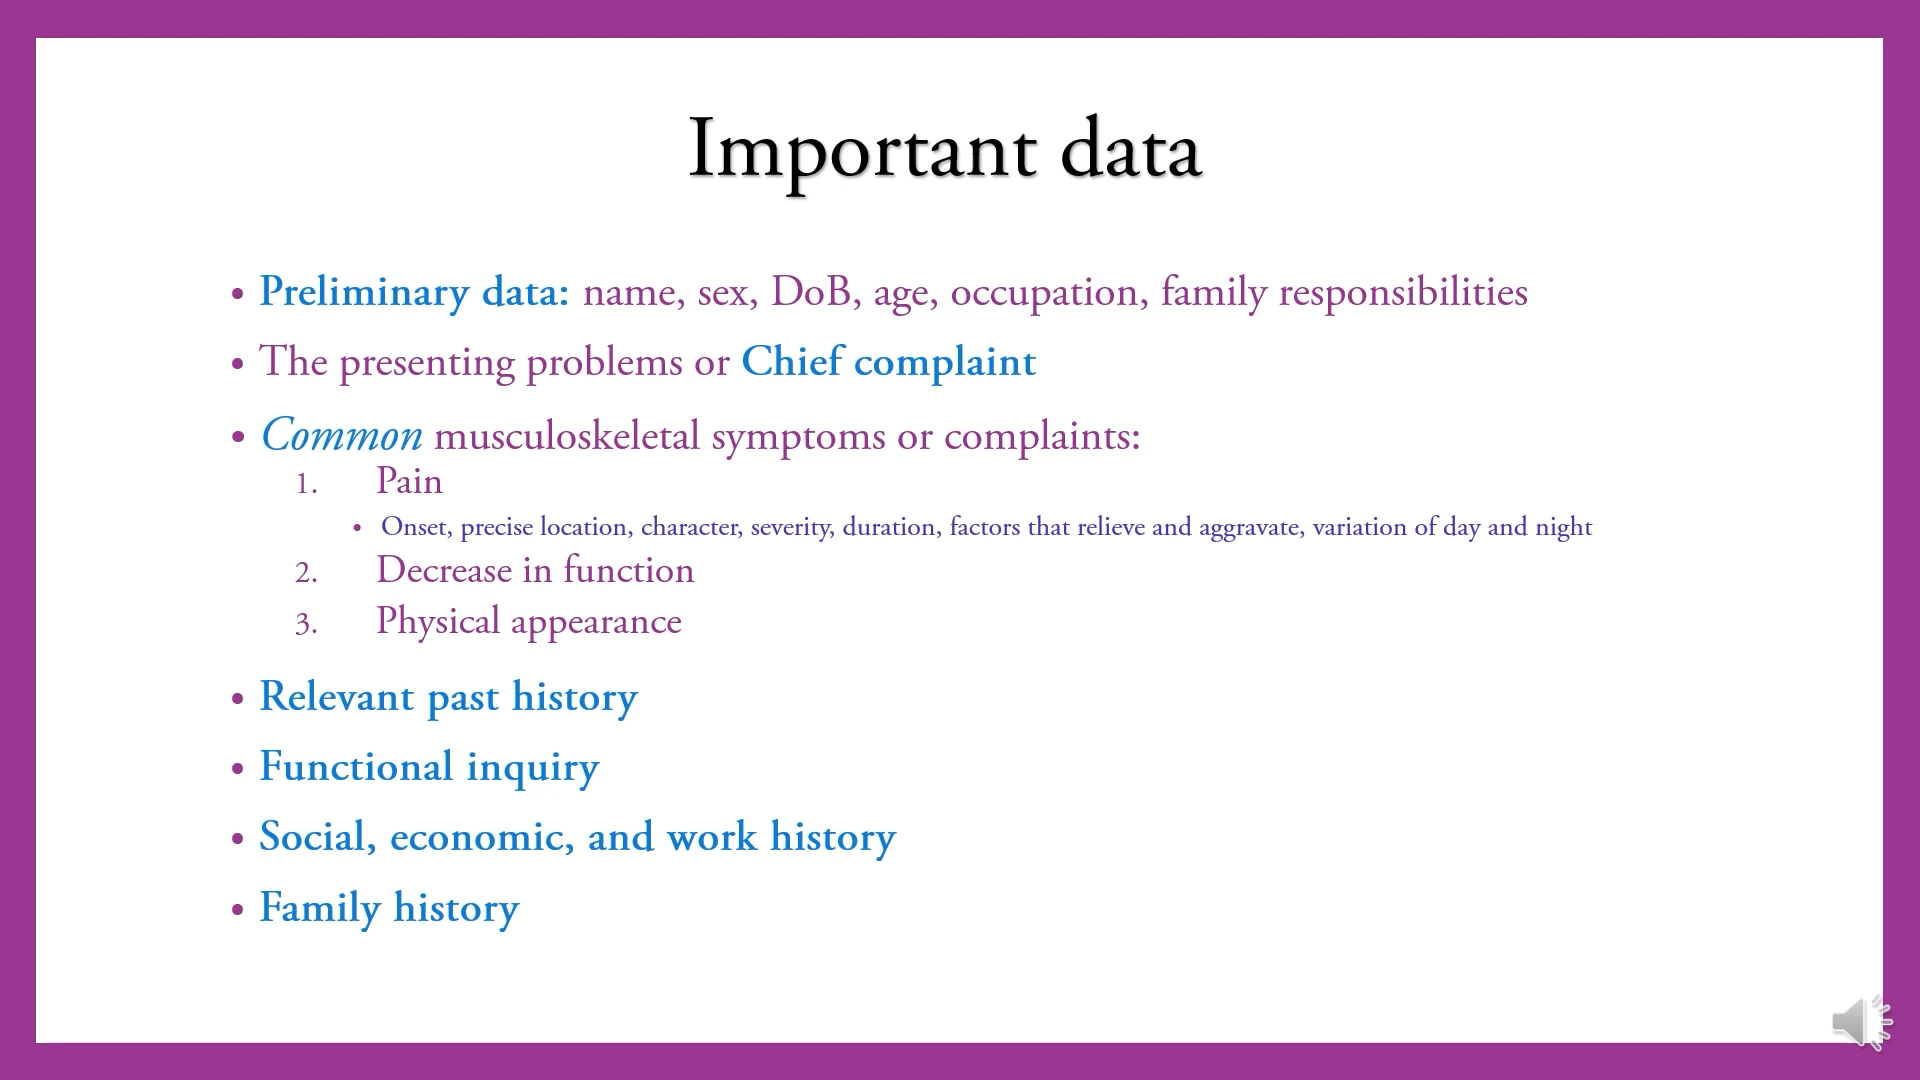 Important data
• Preliminary data: name, sex, DoB, age, occupation, family responsibilities
• The presenting problems or Chief complaint
• Common musculoskeletal symptoms or complaints:
1. Pain
• Onset, precise location, character, severity, duration, factors that relieve and aggravate, variation of day and night
2. Decrease in function
3. Physical appearance
• Relevant past history
• Functional inquiry
• Social, economic, and work history
• Family history